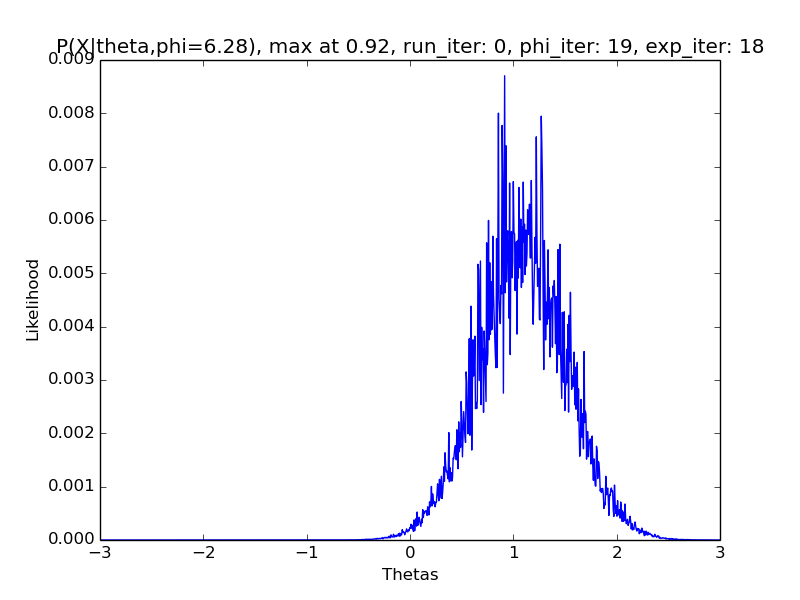 P(X|theta,phi=6.28), max at 0.92, run_iter: 0, phi_iter: 19, exp_iter: 18
0.009
0.008
0.007
0.006
0.005
0.004
0.003
0.002
0.001
0.000
Likelihood
−3 −2 −1 0 1 2 3
Thetas